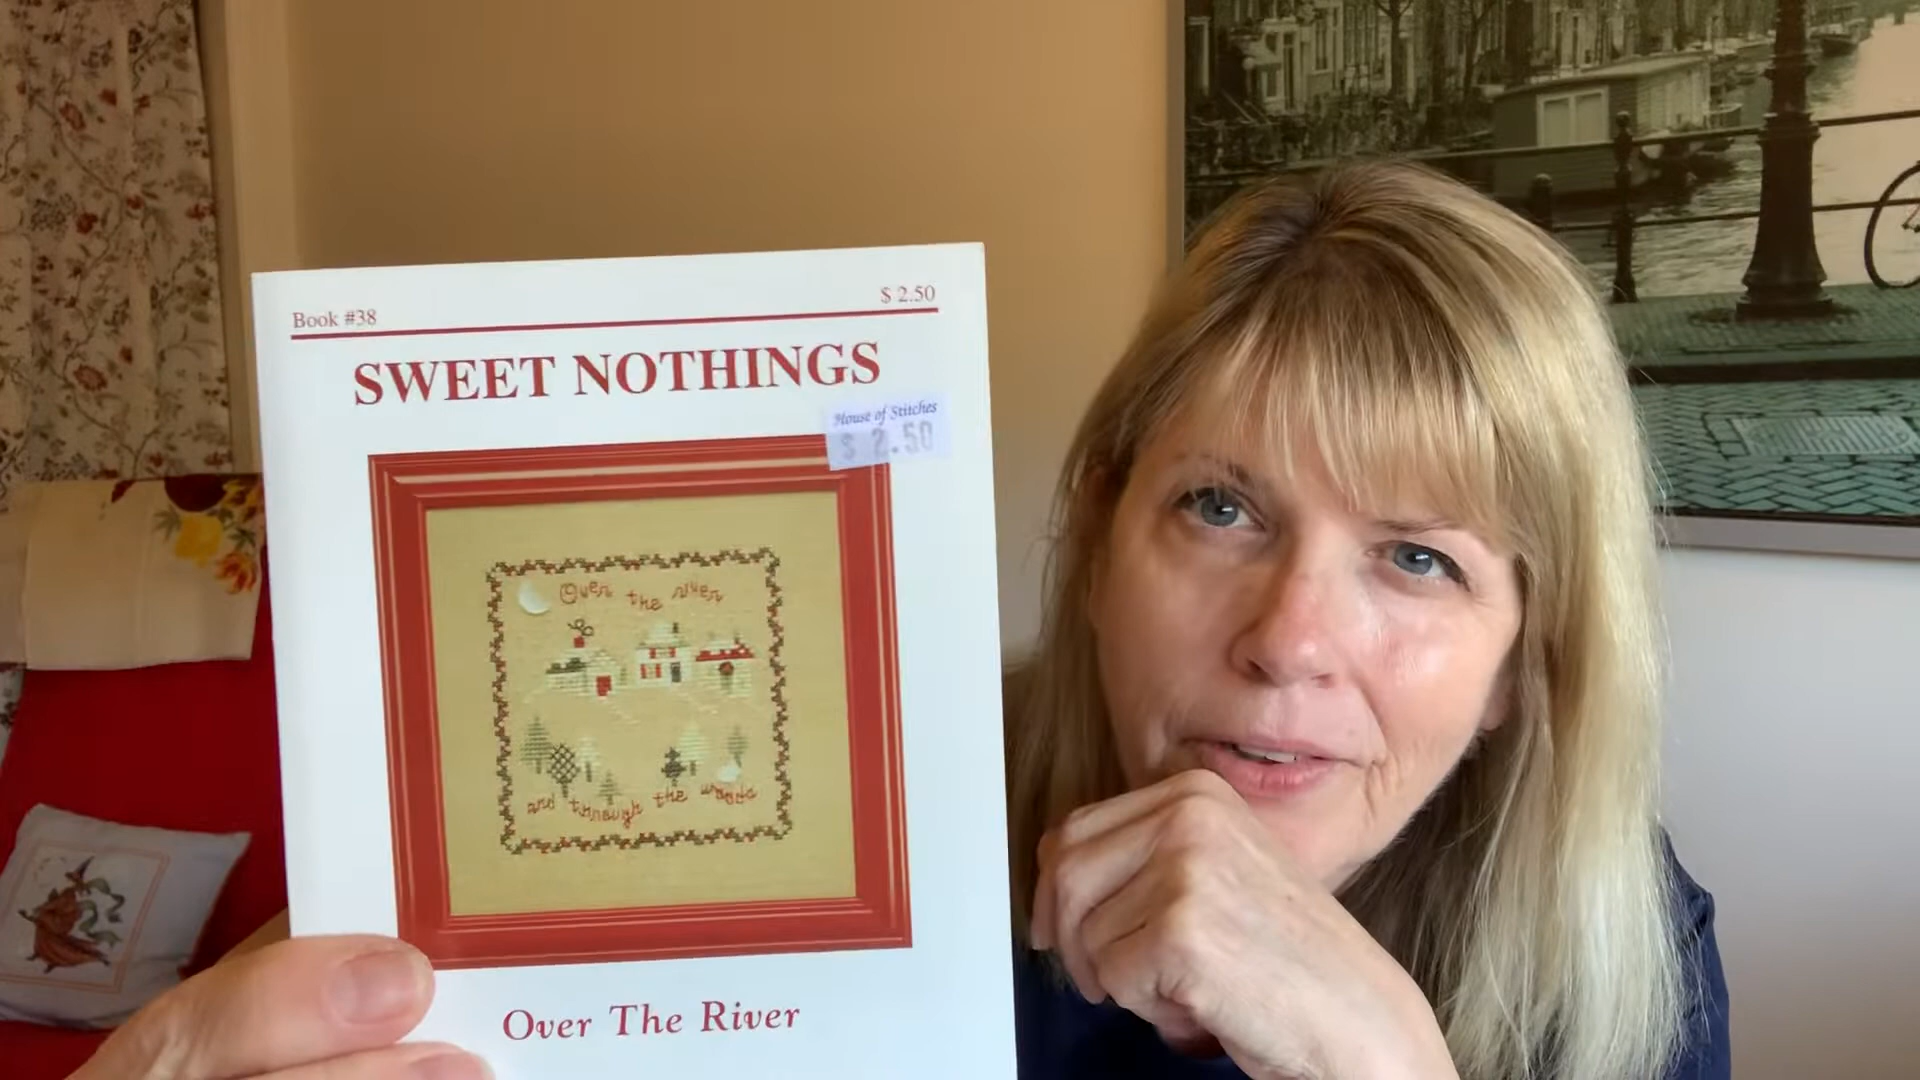 Book #38
$ 2.50
SWEET NOTHINGS
House of Stitches
$ 2.50
Over the river
and through the woods
Over The River